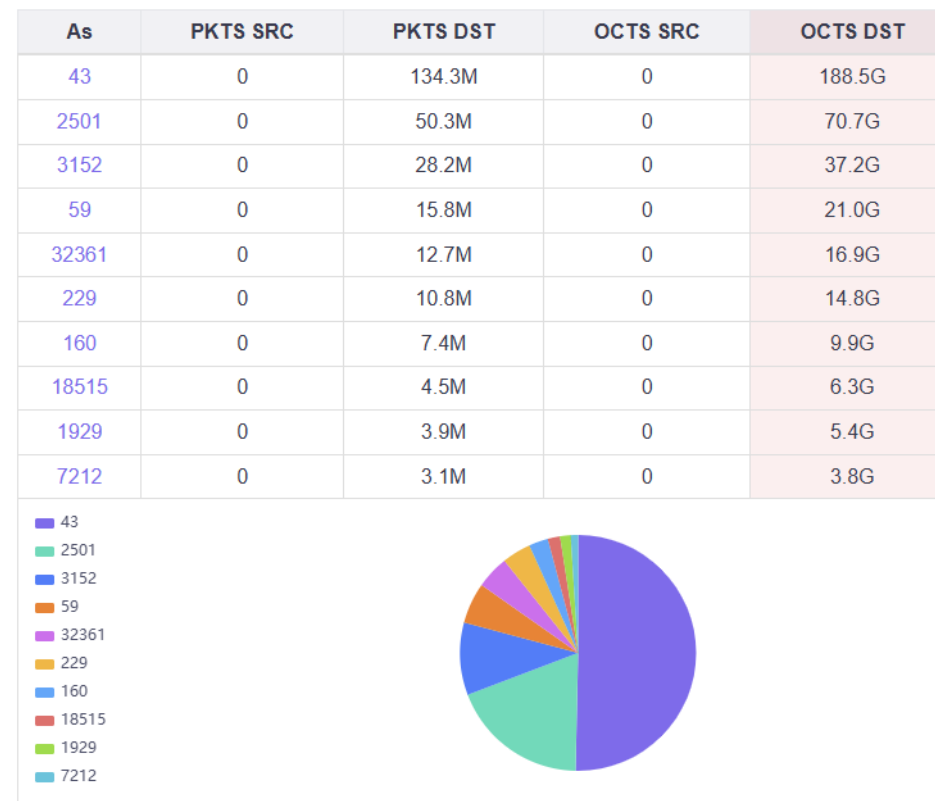 As PKTS SRC PKTS DST OCTS SRC OCTS DST
43 0 134.3M 0 188.5G
2501 0 50.3M 0 70.7G
3152 0 28.2M 0 37.2G
59 0 15.8M 0 21.0G
32361 0 12.7M 0 16.9G
229 0 10.8M 0 14.8G
160 0 7.4M 0 9.9G
18515 0 4.5M 0 6.3G
1929 0 3.9M 0 5.4G
7212 0 3.1M 0 3.8G
43
2501
3152
59
32361
229
160
18515
1929
7212